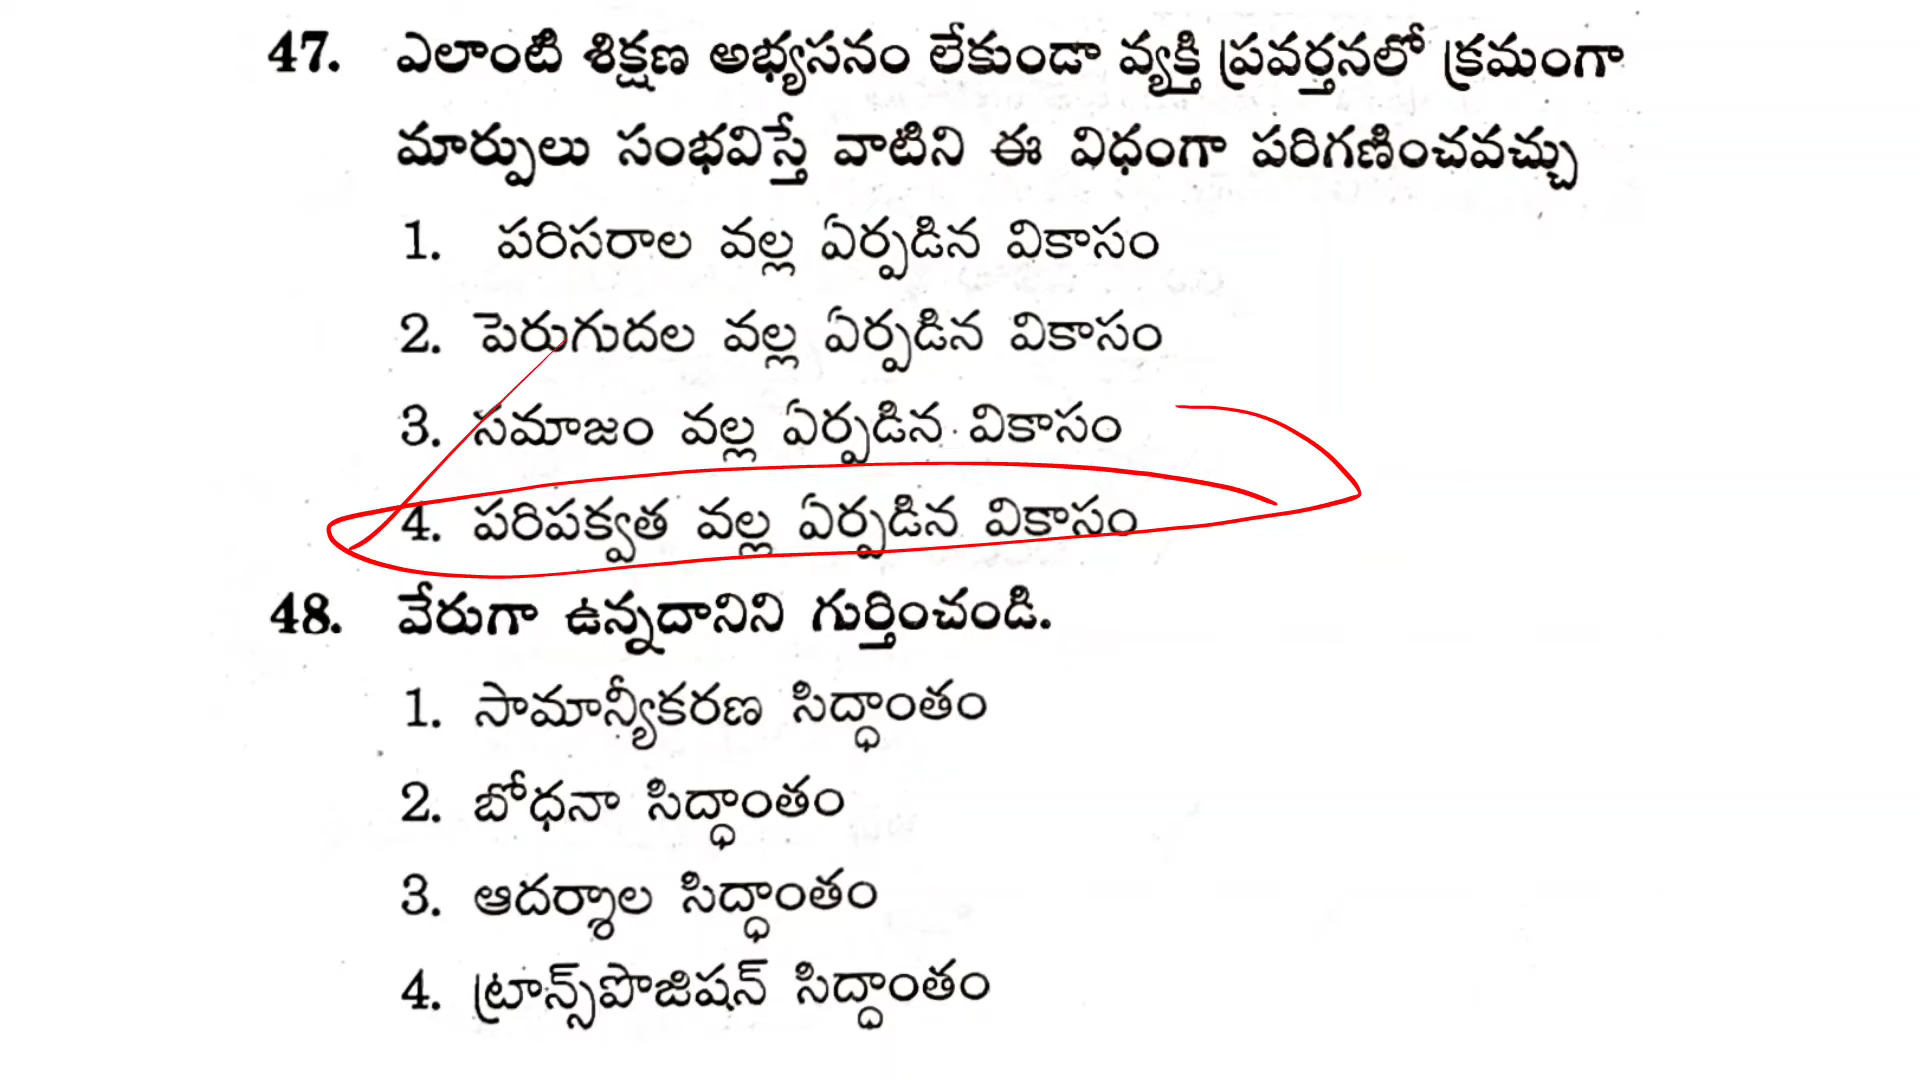 47. ఎలాంటి శిక్షణ అభ్యసనం లేకుండా వ్యక్తి ప్రవర్తనలో క్రమంగా
మార్పులు సంభవిస్తే వాటిని ఈ విధంగా పరిగణించవచ్చు
1. పరిసరాల వల్ల ఏర్పడిన వికాసం
2. పెరుగుదల వల్ల ఏర్పడిన వికాసం
3. సమాజం వల్ల ఏర్పడిన వికాసం
4. పరిపక్వత వల్ల ఏర్పడిన వికాసం
48. వేరుగా ఉన్నదానిని గుర్తించండి.
1. సామాన్యీకరణ సిద్ధాంతం
2. బోధనా సిద్ధాంతం
3. ఆదర్శాల సిద్ధాంతం
4. ట్రాన్స్‌పొజిషన్ సిద్ధాంతం